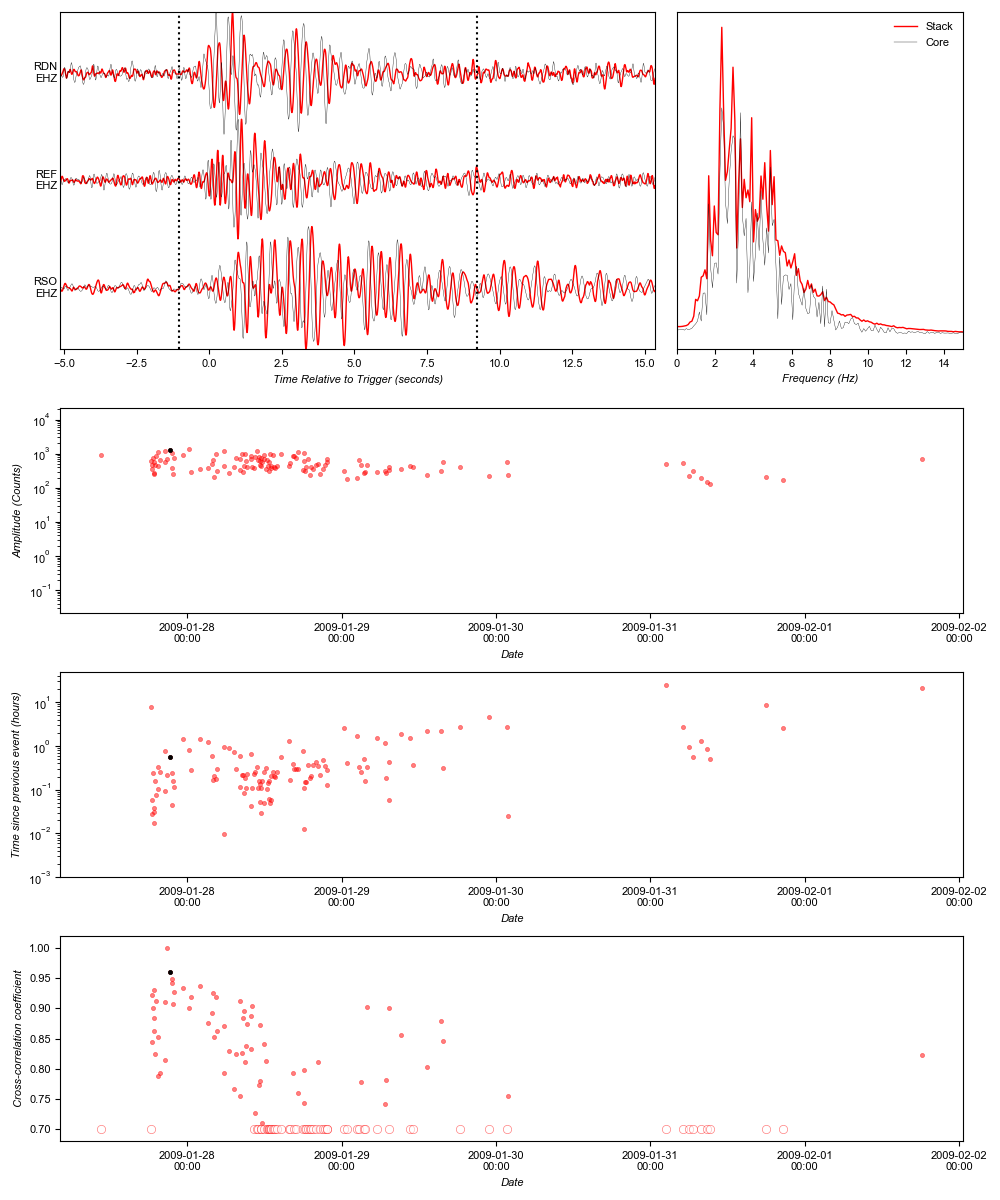 RDN
EHZ
REF
EHZ
RSO
EHZ
−5.0 −2.5 0.0 2.5 5.0 7.5 10.0 12.5 15.0
Time Relative to Trigger (seconds)
Stack
Core
0 2 4 6 8 10 12 14
Frequency (Hz)
10⁴
10³
10²
10¹
10⁰
10⁻¹
Amplitude (Counts)
2009-01-28 2009-01-29 2009-01-30 2009-01-31 2009-02-01 2009-02-02
00:00 00:00 00:00 00:00 00:00 00:00
Date
10¹
10⁰
10⁻¹
10⁻²
10⁻³
Time since previous event (hours)
2009-01-28 2009-01-29 2009-01-30 2009-01-31 2009-02-01 2009-02-02
00:00 00:00 00:00 00:00 00:00 00:00
Date
1.00
0.95
0.90
0.85
0.80
0.75
0.70
Cross-correlation coefficient
2009-01-28 2009-01-29 2009-01-30 2009-01-31 2009-02-01 2009-02-02
00:00 00:00 00:00 00:00 00:00 00:00
Date